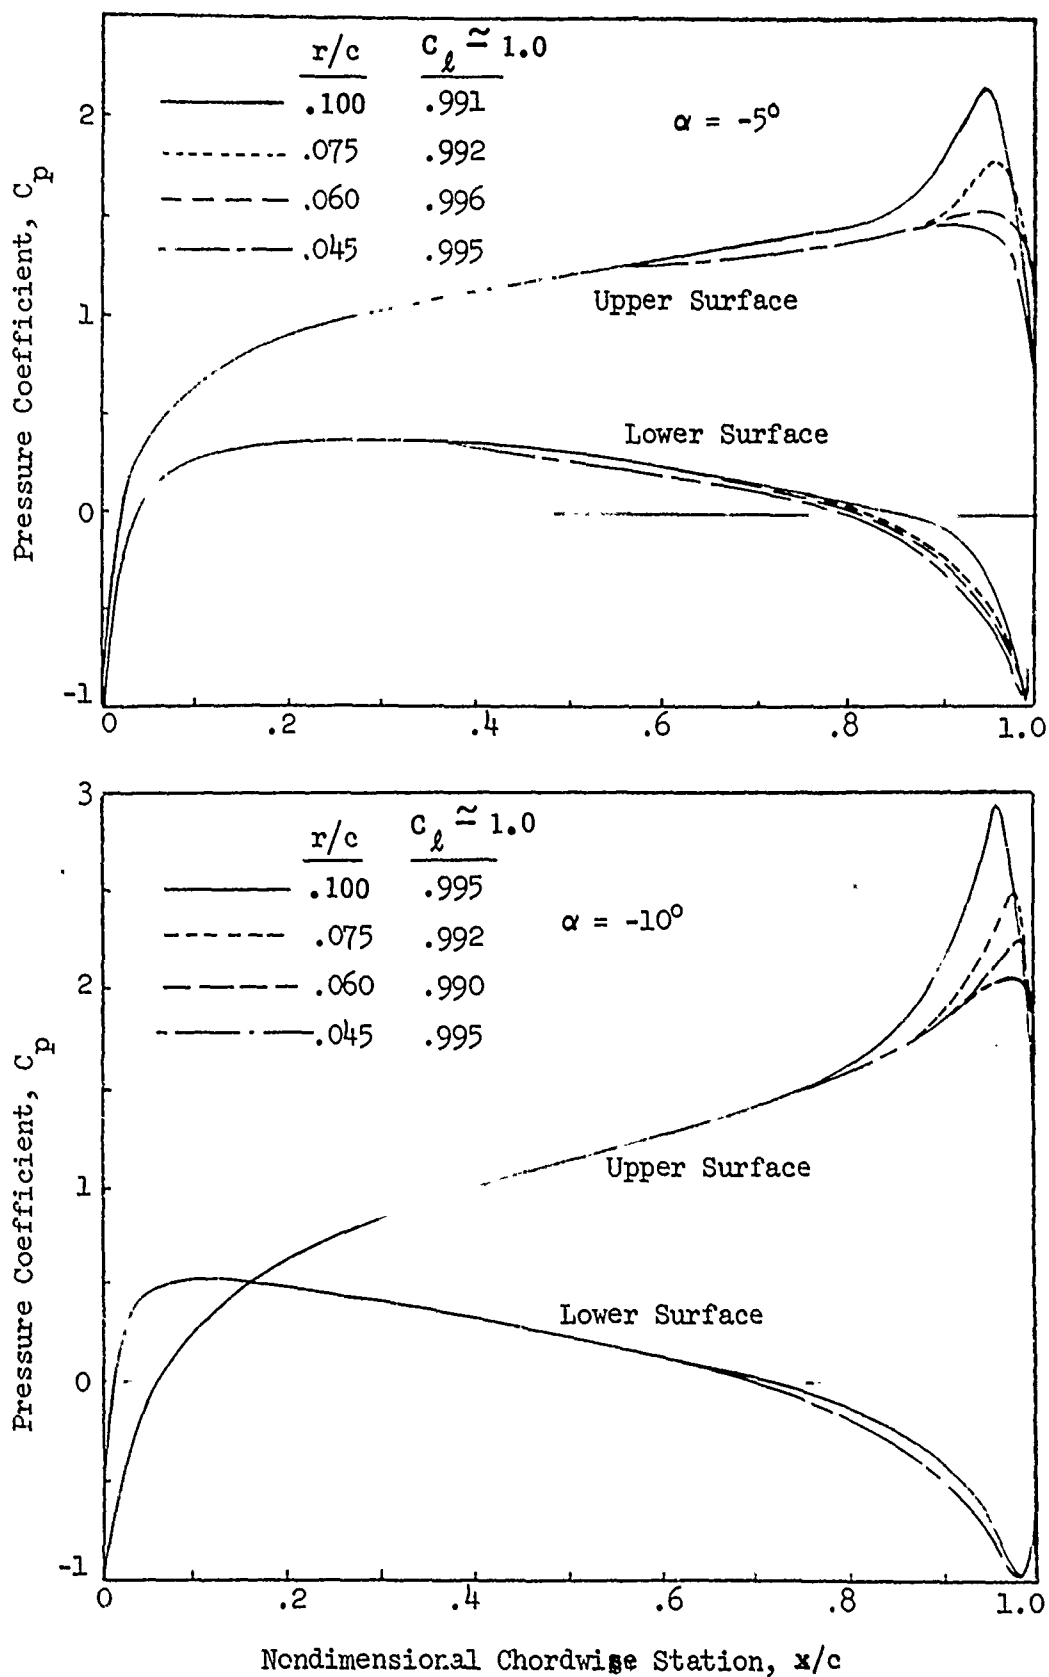 r/c C_ℓ ≃ 1.0
.100 .991
.075 .992
.060 .996
.045 .995
α = -5°
Upper Surface
Lower Surface
Pressure Coefficient, C_p
2
1
0
-1
0 .2 .4 .6 .8 1.0
r/c C_ℓ ≃ 1.0
.100 .995
.075 .992
.060 .990
.045 .995
α = -10°
Upper Surface
Lower Surface
Pressure Coefficient, C_p
3
2
1
0
-1
0 .2 .4 .6 .8 1.0
Nondimensional Chordwise Station, x/c